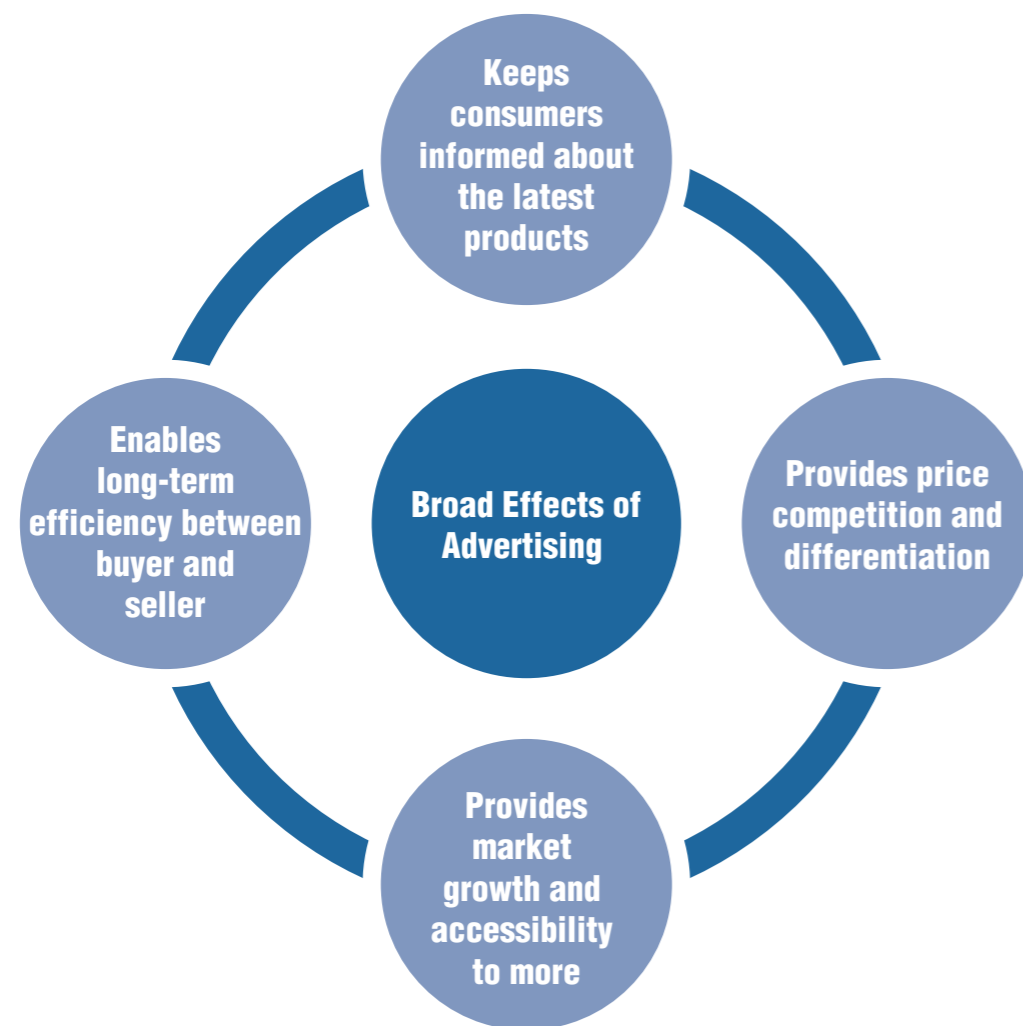 Keeps
consumers
informed about
the latest
products
Enables
long-term
efficiency between
buyer and
seller
Broad Effects of
Advertising
Provides price
competition and
differentiation
Provides
market
growth and
accessibility
to more